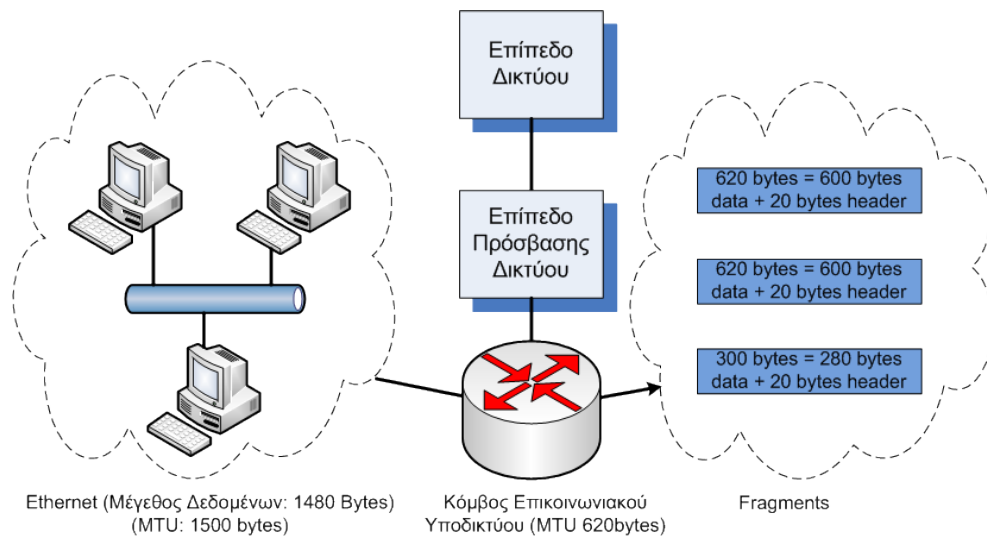 Επίπεδο
Δικτύου
Επίπεδο
Πρόσβασης
Δικτύου
620 bytes = 600 bytes
data + 20 bytes header
620 bytes = 600 bytes
data + 20 bytes header
300 bytes = 280 bytes
data + 20 bytes header
Ethernet (Μέγεθος Δεδομένων: 1480 Bytes)
(MTU: 1500 bytes)
Κόμβος Επικοινωνιακού
Υποδικτύου (MTU 620bytes)
Fragments